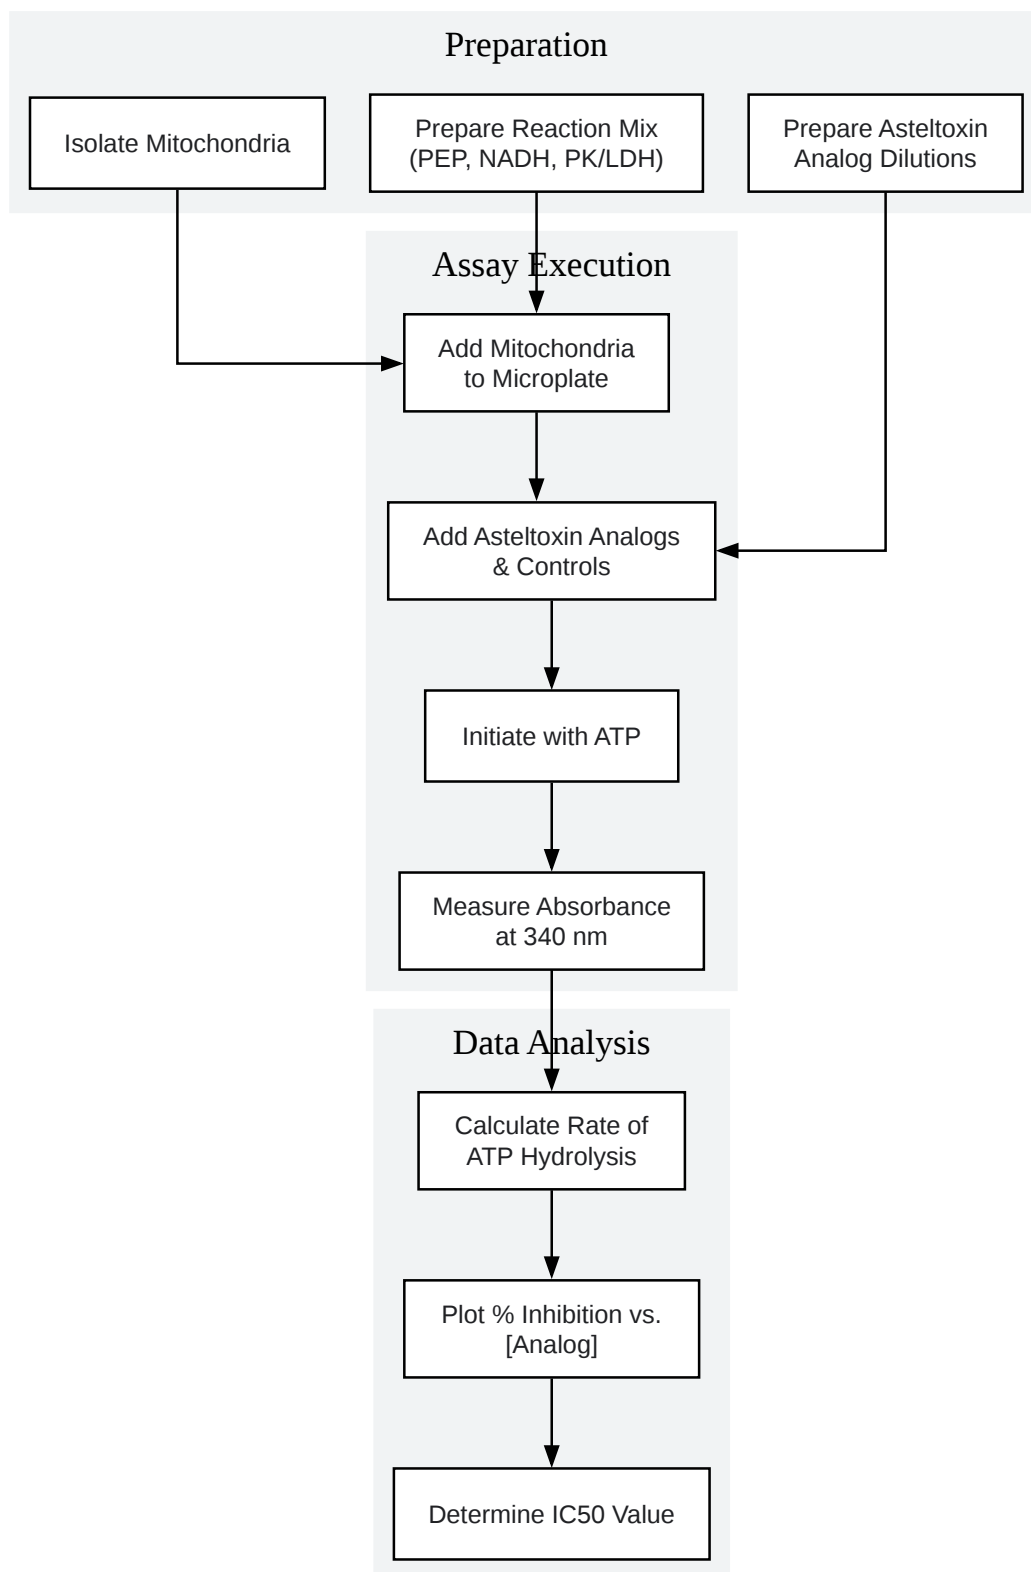 Preparation
Isolate Mitochondria
Prepare Reaction Mix
(PEP, NADH, PK/LDH)
Prepare Asteltoxin
Analog Dilutions
Assay Execution
Add Mitochondria
to Microplate
Add Asteltoxin Analogs
& Controls
Initiate with ATP
Measure Absorbance
at 340 nm
Data Analysis
Calculate Rate of
ATP Hydrolysis
Plot % Inhibition vs.
[Analog]
Determine IC50 Value